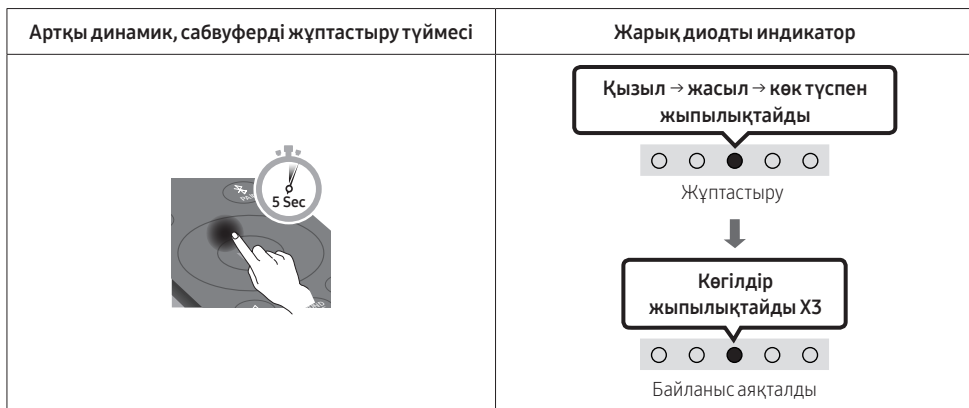 Артқы динамик, сабвуферді жұптастыру түймесі
Жарық диодты индикатор
5 Sec
Қызыл → жасыл → көк түспен
жыпылықтайды
Жұптастыру
Көгілдір
жыпылықтайды X3
Байланыс аяқталды